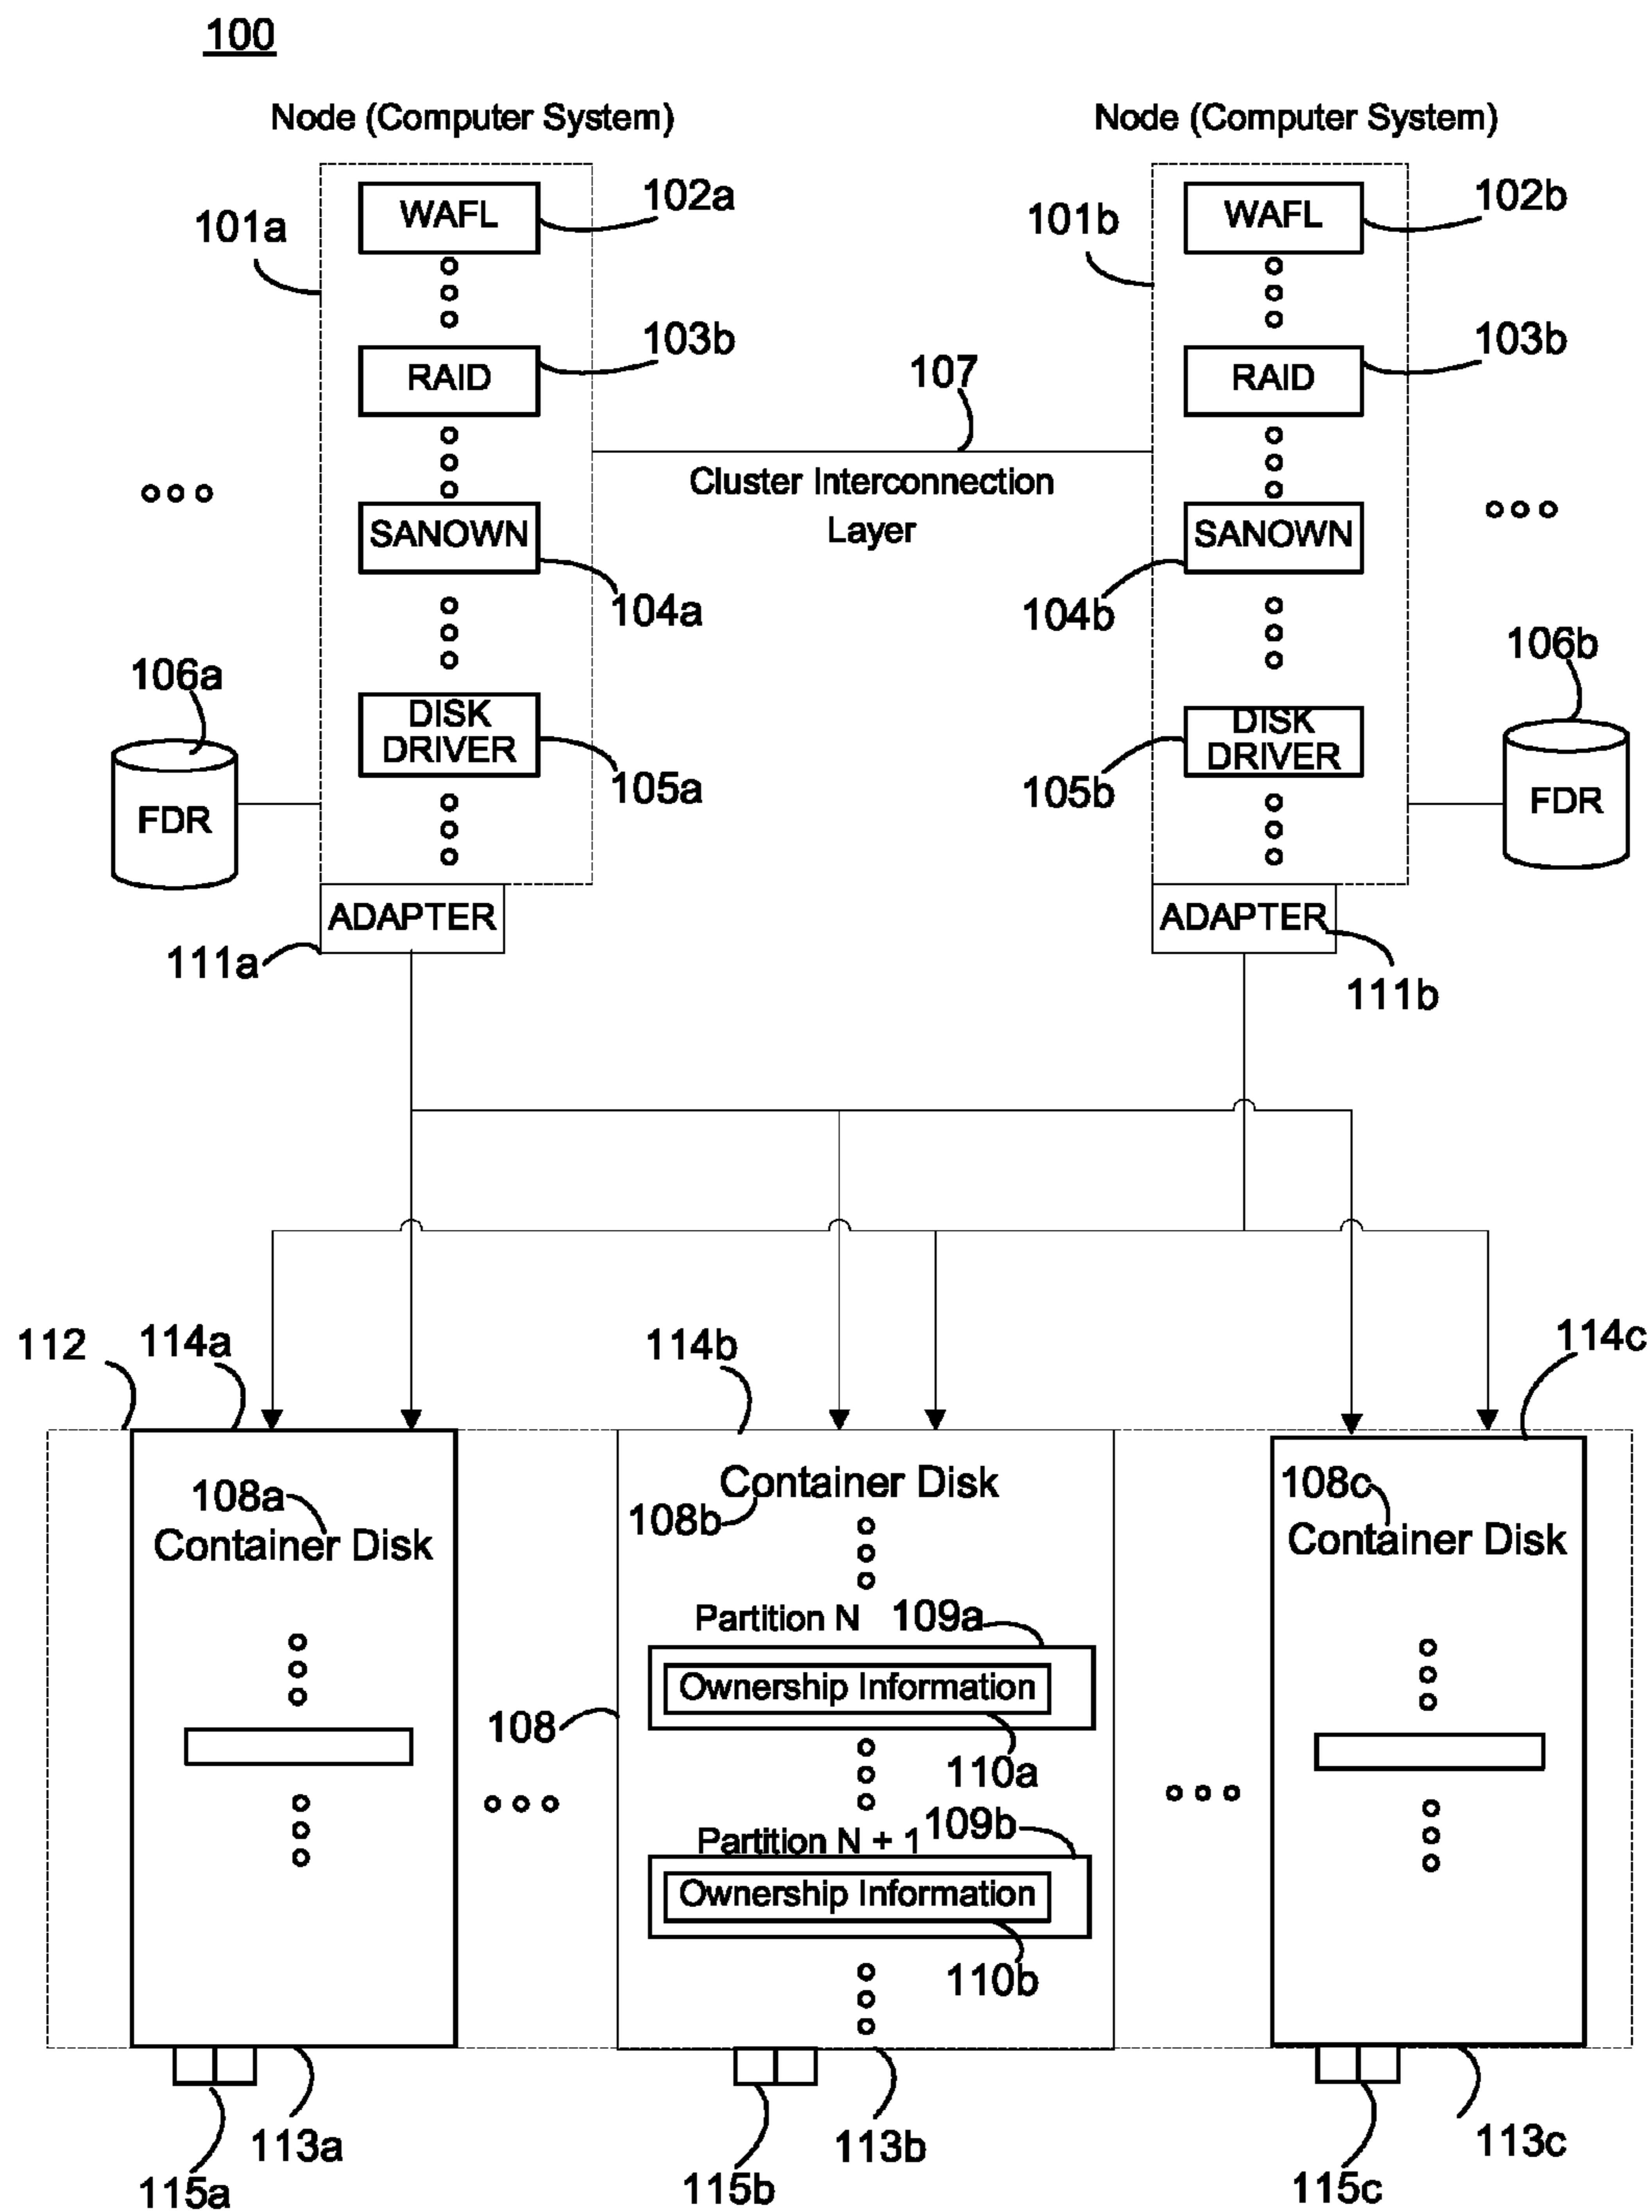 100
Node (Computer System)
Node (Computer System)
WAFL
102a
WAFL
102b
101a
101b
RAID
103b
RAID
103b
107
Cluster Interconnection
Layer
SANOWN
104a
SANOWN
104b
106a
106b
DISK
DRIVER
105a
DISK
DRIVER
105b
FDR
FDR
ADAPTER
111a
ADAPTER
111b
112
114a
114b
114c
108a
Container Disk
Container Disk
108b
108c
Container Disk
Partition N
109a
Ownership Information
108
110a
Partition N + 1
109b
Ownership Information
110b
115a
113a
115b
113b
115c
113c